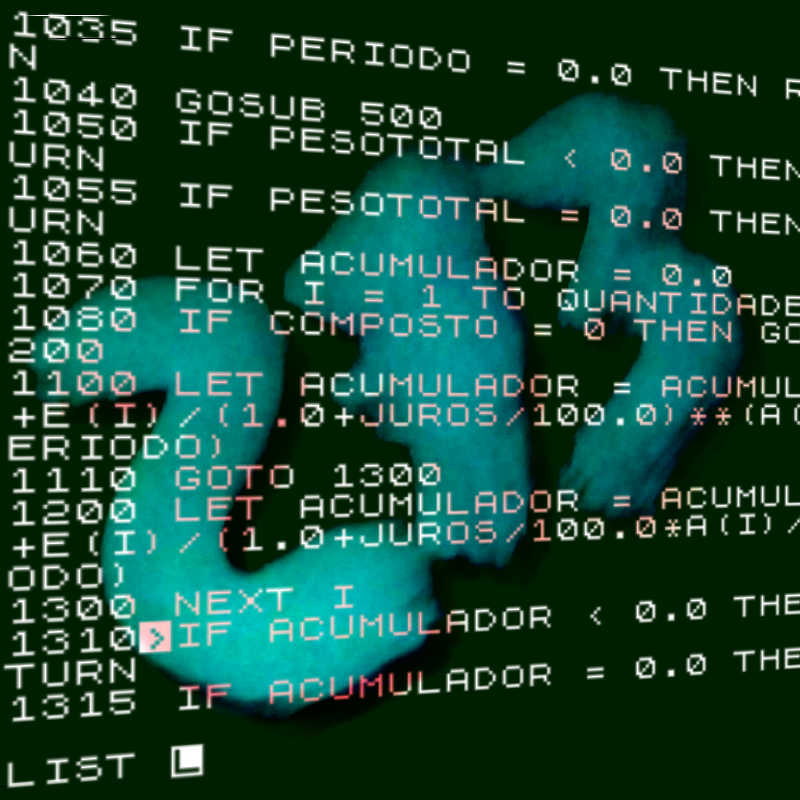 1035 IF PERIODO = 0.0 THEN R
N
1040 GOSUB 500
1050 IF PESOTOTAL < 0.0 THEN
URN
1055 IF PESOTOTAL = 0.0 THEN
URN
1060 LET ACUMULADOR = 0.0
1070 FOR I = 1 TO QUANTIDADE
1080 IF COMPOSTO = 0 THEN GO
200
1100 LET ACUMULADOR = ACUMUL
+E(I)/(1.0+JUROS/100.0)**(A(
ERIODO)
1110 GOTO 1300
1200 LET ACUMULADOR = ACUMUL
+E(I)/(1.0+JUROS/100.0*A(I)/
ODO)
1300 NEXT I
1310>IF ACUMULADOR < 0.0 THE
TURN
1315 IF ACUMULADOR = 0.0 THE
LIST L
213